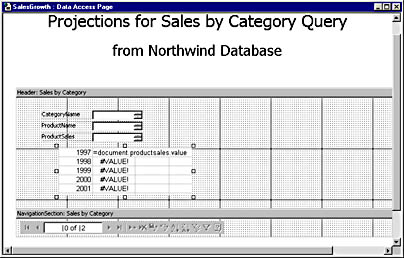 SalesGrowth : Data Access Page
Projections for Sales by Category Query
from Northwind Database
Header: Sales by Category
CategoryName
ProductName
ProductSales
1997 =document.productsales.value
1998 #VALUE!
1999 #VALUE!
2000 #VALUE!
2001 #VALUE!
NavigationSection: Sales by Category
10 of 12